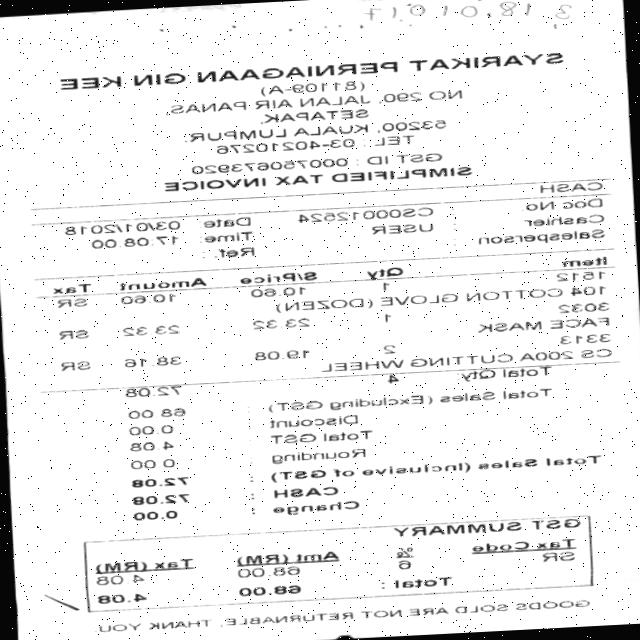 SYARIKAT PERNIAGAAN GIN KEE
(81109-A)
NO 290, JALAN AIR PANAS,
SETAPAK,
53200, KUALA LUMPUR.
TEL : 03-40210276
GST ID : 000750673920
SIMPLIFIED TAX INVOICE
CASH
Doc No CS00012524 Date 03/01/2018
Cashier USER Time 17:08:00
Salesperson Ref.
Item Qty S/Price Amount Tax
1512 1 10.60 10.60 SR
104 COTTON GLOVE (DOZEN)
3032 1 23.32 23.32 SR
FACE MASK
3313 2 19.08 38.16 SR
CS 200A CUTTING WHEEL
Total Qty 4 72.08
Total Sales (Excluding GST) : 68.00
Discount : 0.00
Total GST : 4.08
Rounding : 0.00
Total Sales (Inclusive of GST) : 72.08
CASH : 72.08
Change : 0.00
GST SUMMARY
Tax Code % Amt (RM) Tax (RM)
SR 6 68.00 4.08
Total : 68.00 4.08
GOODS SOLD ARE NOT RETURNABLE, THANK YOU